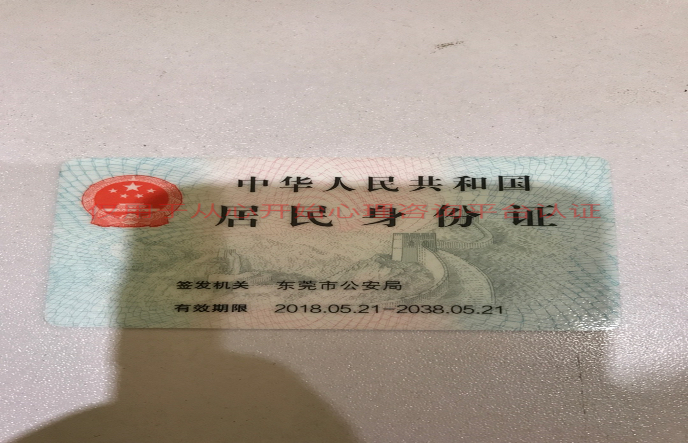 中华人民共和国
居民身份证
签发机关 东莞市公安局
有效期限 2018.05.21-2038.05.21